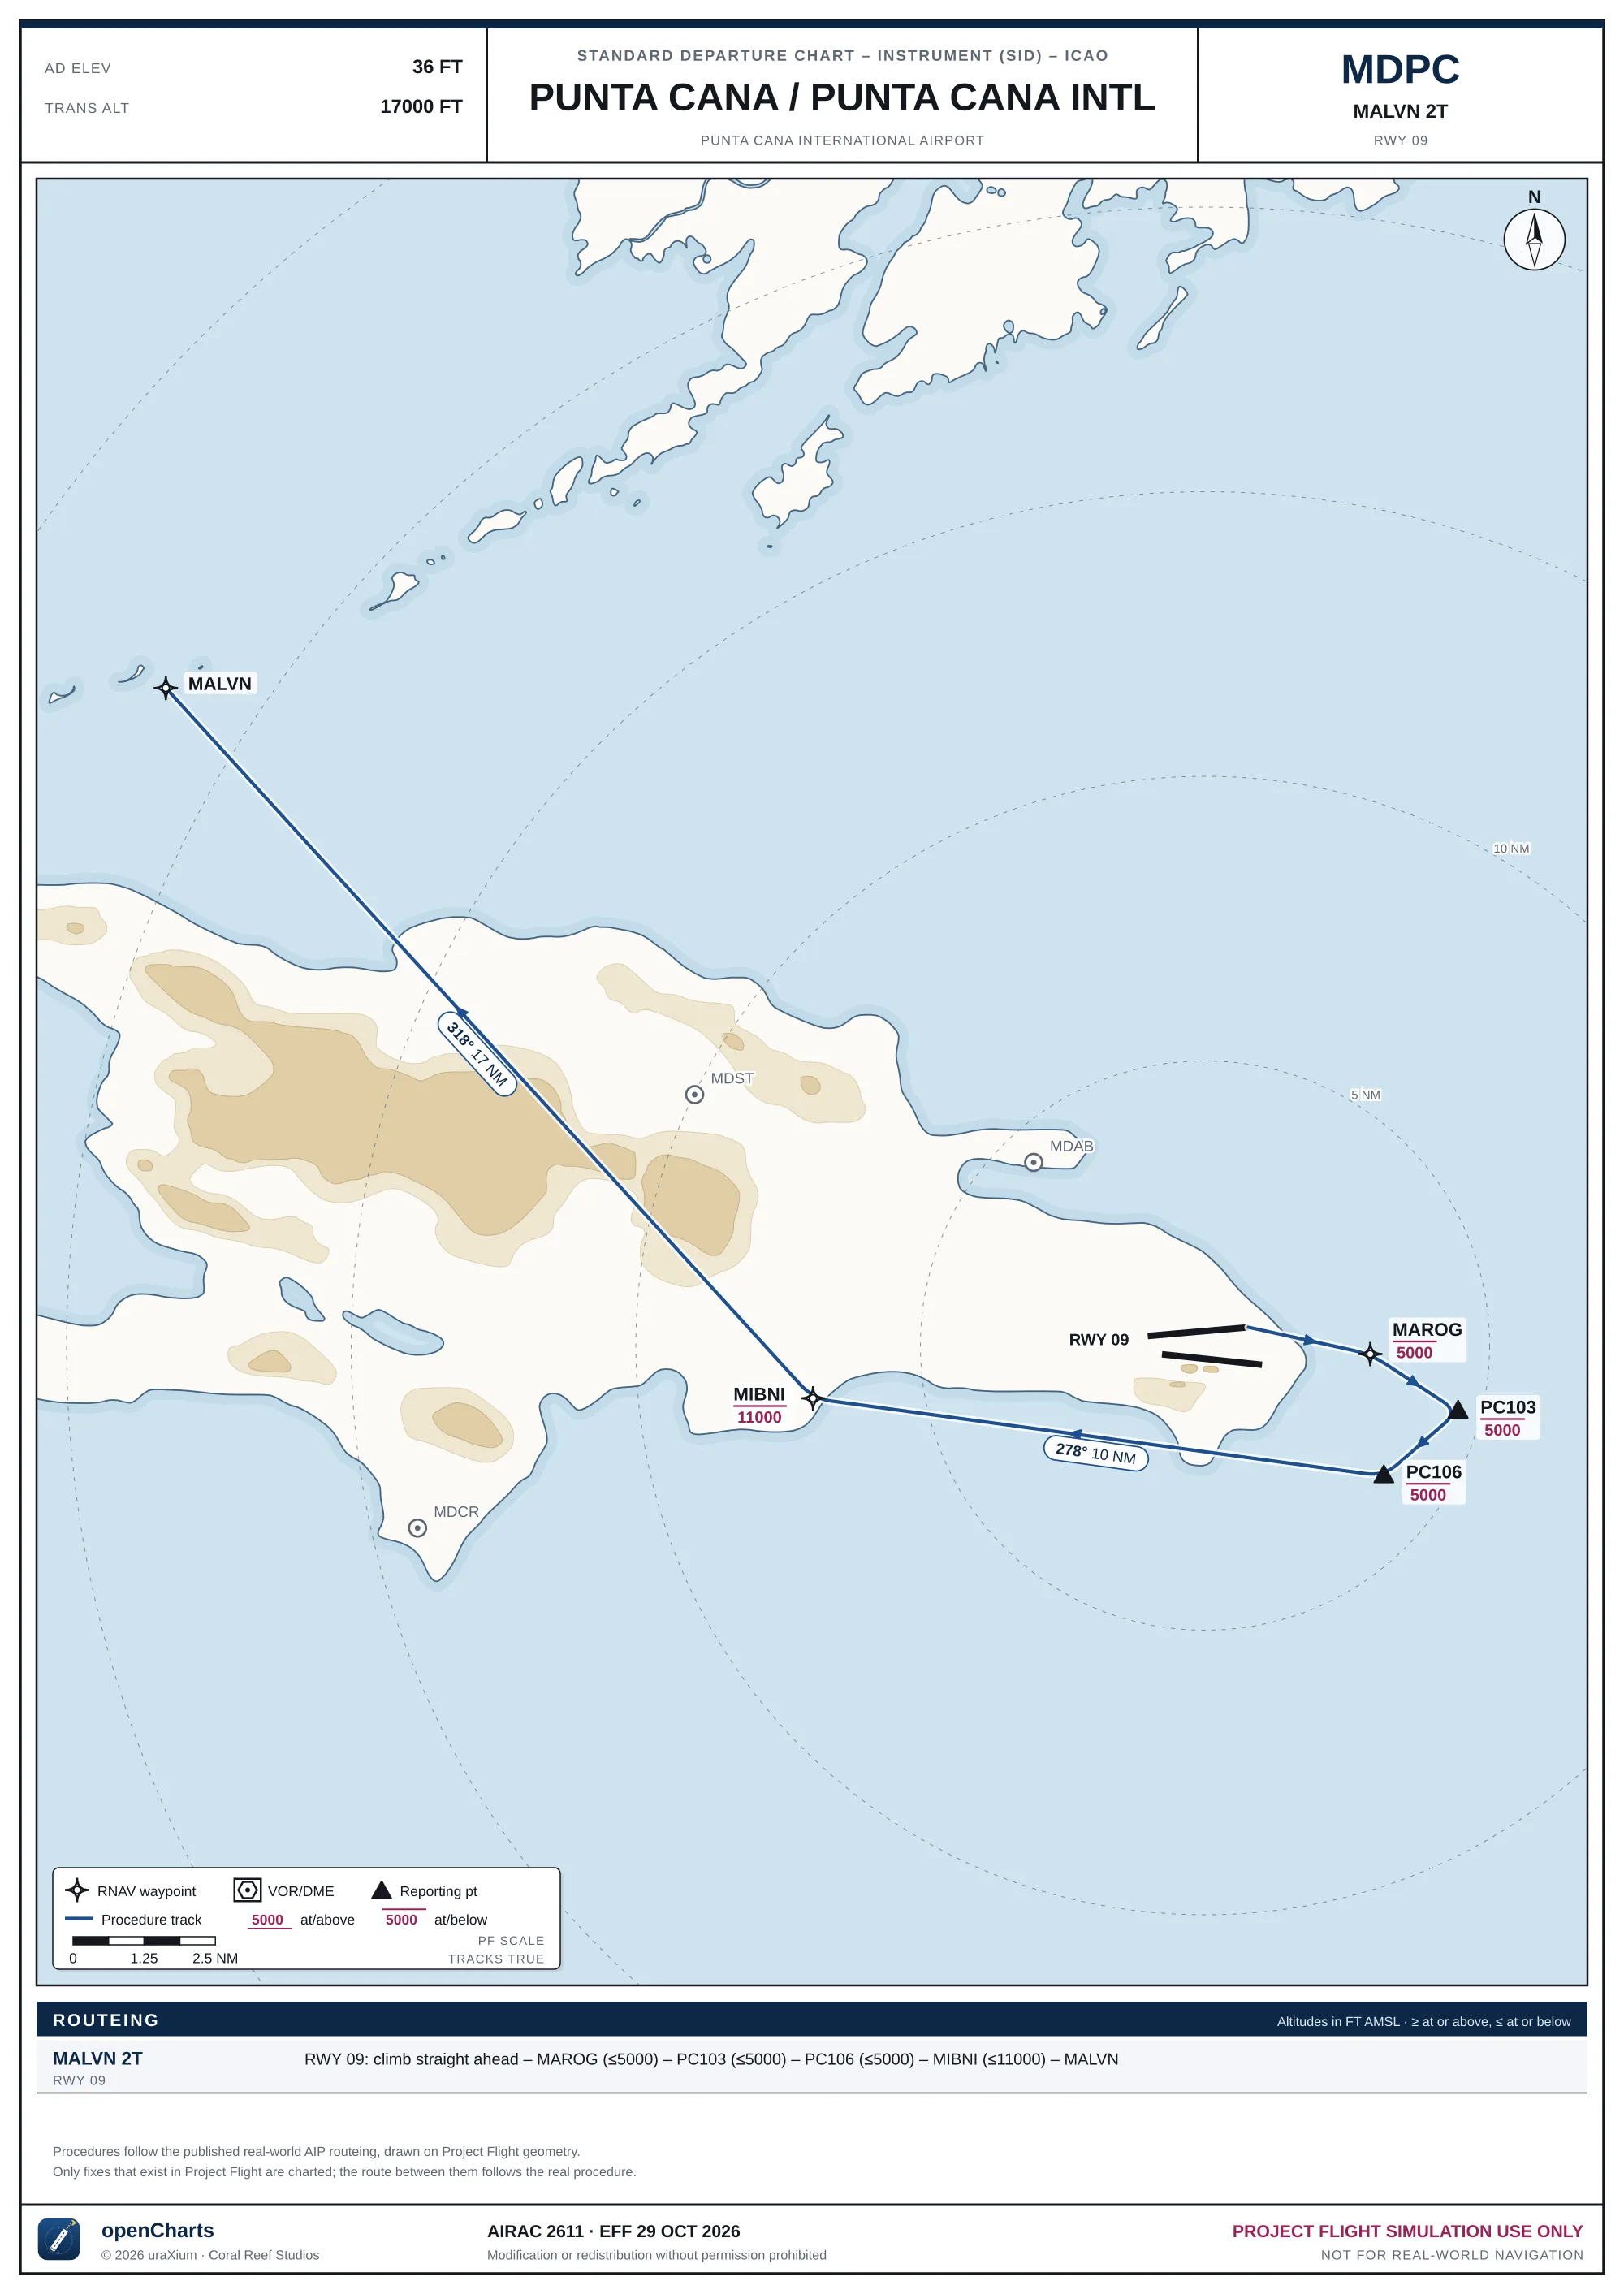 AD ELEV 36 FT
TRANS ALT 17000 FT
STANDARD DEPARTURE CHART – INSTRUMENT (SID) – ICAO
PUNTA CANA / PUNTA CANA INTL
PUNTA CANA INTERNATIONAL AIRPORT
MDPC
MALVN 2T
RWY 09
N
MALVN
10 NM
318° 17 NM
MDST
5 NM
MDAB
RWY 09
MAROG
5000
MIBNI
11000
PC103
5000
278° 10 NM
PC106
5000
MDCR
RNAV waypoint VOR/DME Reporting pt
Procedure track 5000 at/above 5000 at/below
PF SCALE
0 1.25 2.5 NM TRACKS TRUE
ROUTEING Altitudes in FT AMSL · ≥ at or above, ≤ at or below
MALVN 2T RWY 09: climb straight ahead – MAROG (≤5000) – PC103 (≤5000) – PC106 (≤5000) – MIBNI (≤11000) – MALVN
RWY 09
Procedures follow the published real-world AIP routeing, drawn on Project Flight geometry.
Only fixes that exist in Project Flight are charted; the route between them follows the real procedure.
openCharts AIRAC 2611 · EFF 29 OCT 2026 PROJECT FLIGHT SIMULATION USE ONLY
© 2026 uraXium · Coral Reef Studios Modification or redistribution without permission prohibited NOT FOR REAL-WORLD NAVIGATION